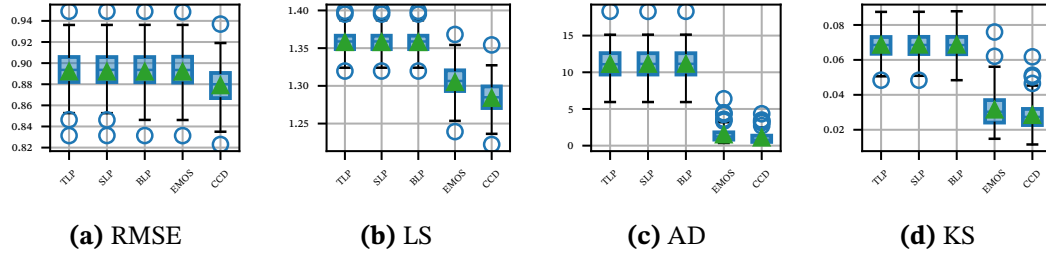 0.94
0.92
0.90
0.88
0.86
0.84
0.82
TLP
SLP
BLP
EMOS
CCD
(a) RMSE
1.40
1.35
1.30
1.25
TLP
SLP
BLP
EMOS
CCD
(b) LS
15
10
5
0
TLP
SLP
BLP
EMOS
CCD
(c) AD
0.08
0.06
0.04
0.02
TLP
SLP
BLP
EMOS
CCD
(d) KS